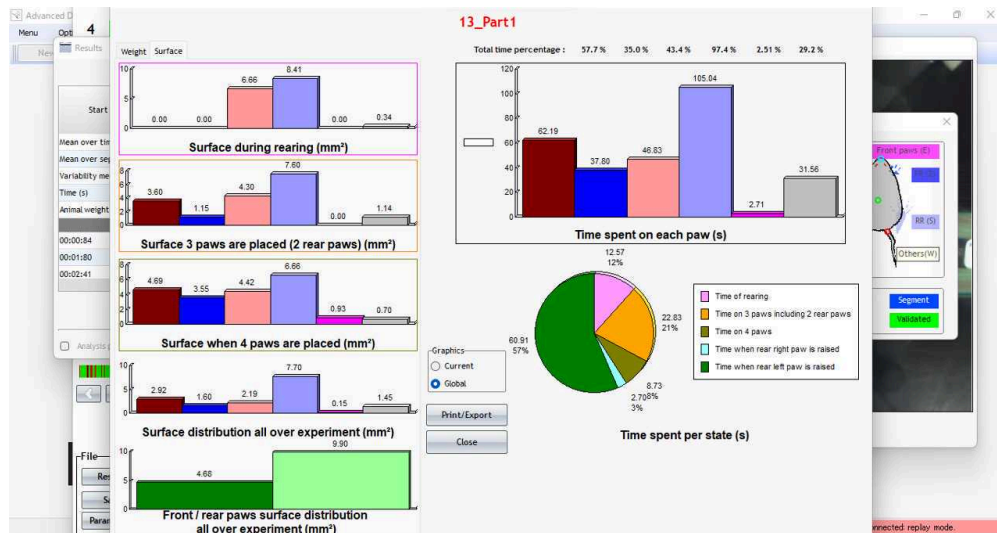 13_Part1
Advanced D
Menu
Opt
4
New
Results
Weight
Surface
Total time percentage : 57.7 % 35.0 % 43.4 % 97.4 % 2.51 % 29.2 %
Start
Mean over tim
Mean over seg
Variability me
Time (s)
Animal weight
00:00:84
00:01:80
00:02:41
Analysis p
10
5
0
0.00 0.00 6.66 8.41 0.00 0.34
Surface during rearing (mm²)
8
6
4
2
0
3.60 1.15 4.30 7.60 0.00 1.14
Surface 3 paws are placed (2 rear paws) (mm²)
8
6
4
2
0
4.69 3.55 4.42 6.66 0.93 0.70
Surface when 4 paws are placed (mm²)
10
5
0
2.92 1.60 2.19 7.70 0.15 1.45
Surface distribution all over experiment (mm²)
10
5
0
4.68 9.90
Front / rear paws surface distribution
all over experiment (mm²)
120
100
80
60
40
20
0
62.19 37.80 46.83 105.04 2.71 31.56
Time spent on each paw (s)
12.57
12%
22.83
21%
8.73
8%
2.70
3%
60.91
57%
Time of rearing
Time on 3 paws including 2 rear paws
Time on 4 paws
Time when rear right paw is raised
Time when rear left paw is raised
Time spent per state (s)
Graphics
Current
Global
Print/Export
Close
File
Res
Sa
Param
Front paws (E)
RR (S)
Others(W)
Segment
Validated
nnected replay mode.